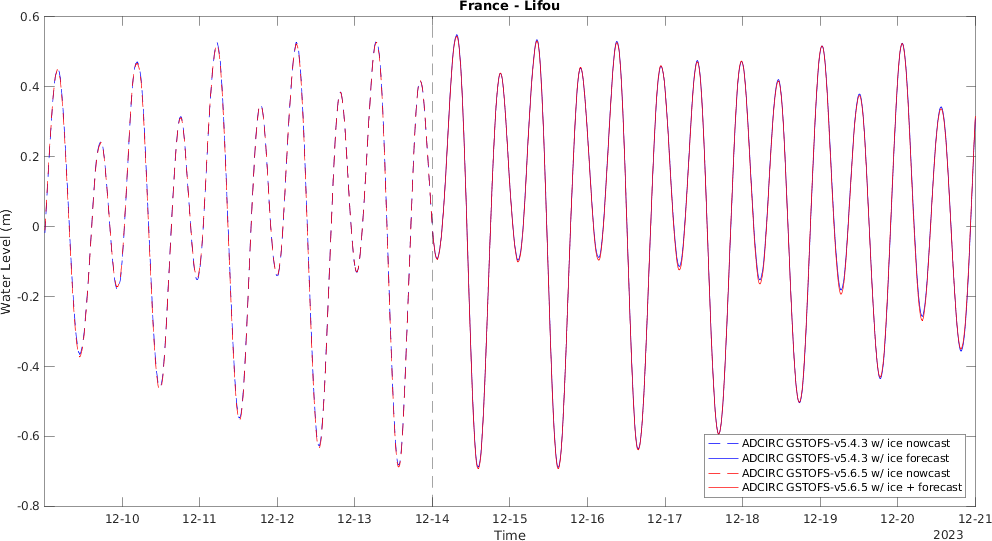 France - Lifou
Water Level (m)
0.6
0.4
0.2
0
-0.2
-0.4
-0.6
-0.8
ADCIRC GSTOFS-v5.4.3 w/ ice nowcast
ADCIRC GSTOFS-v5.4.3 w/ ice forecast
ADCIRC GSTOFS-v5.6.5 w/ ice nowcast
ADCIRC GSTOFS-v5.6.5 w/ ice + forecast
12-10 12-11 12-12 12-13 12-14 12-15 12-16 12-17 12-18 12-19 12-20 12-21
Time
2023